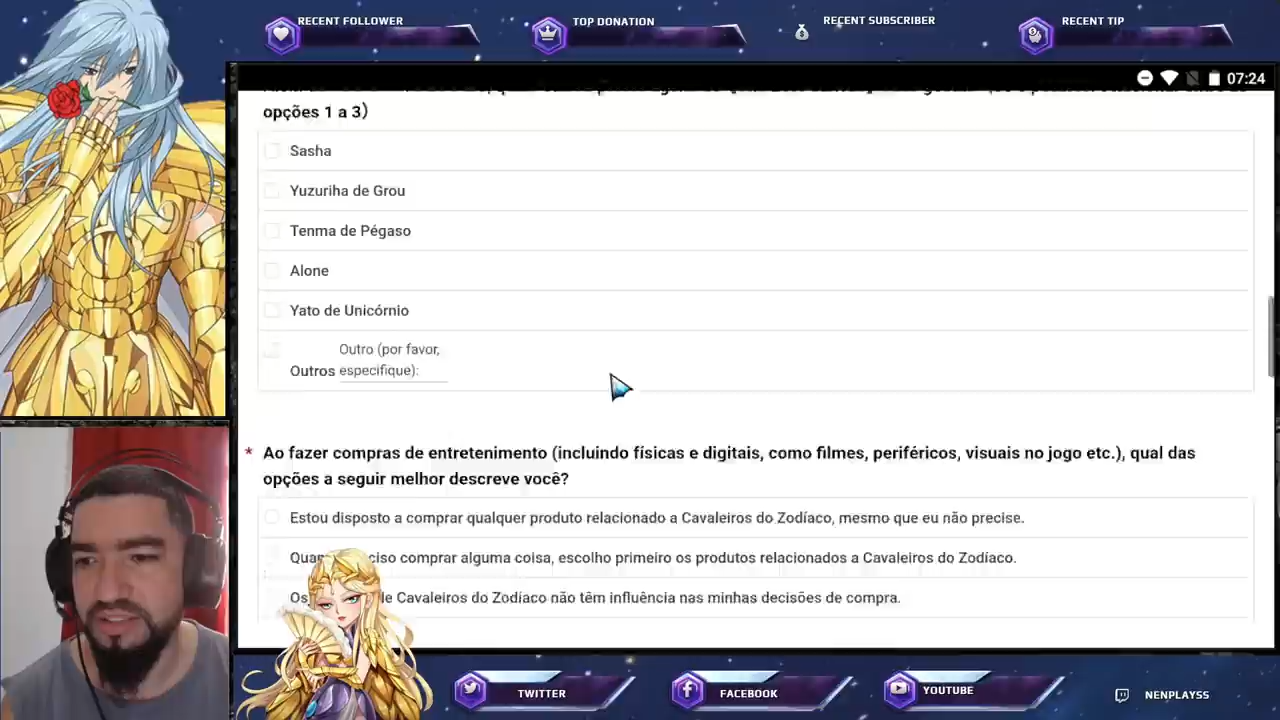 RECENT FOLLOWER
TOP DONATION
RECENT SUBSCRIBER
RECENT TIP
07:24
opções 1 a 3)
Sasha
Yuzuriha de Grou
Tenma de Pégaso
Alone
Yato de Unicórnio
Outro (por favor,
Outros especifique):
* Ao fazer compras de entretenimento (incluindo físicas e digitais, como filmes, periféricos, visuais no jogo etc.), qual das
opções a seguir melhor descreve você?
Estou disposto a comprar qualquer produto relacionado a Cavaleiros do Zodíaco, mesmo que eu não precise.
comprar alguma coisa, escolho primeiro os produtos relacionados a Cavaleiros do Zodíaco.
Os Cavaleiros do Zodíaco não têm influência nas minhas decisões de compra.
TWITTER
FACEBOOK
YOUTUBE
NENPLAYSS